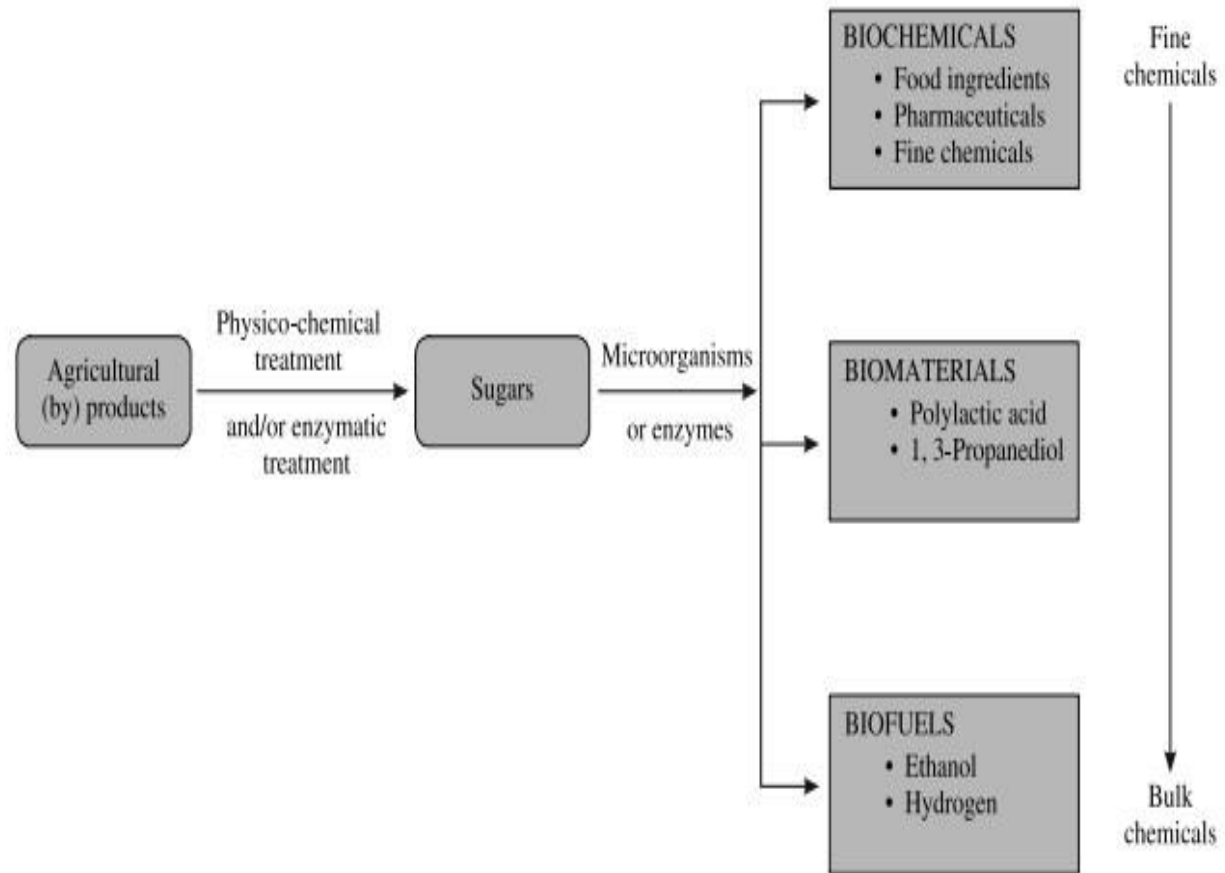 Agricultural
(by) products
Physico-chemical
treatment
and/or enzymatic
treatment
Sugars
Microorganisms
or enzymes
BIOCHEMICALS
• Food ingredients
• Pharmaceuticals
• Fine chemicals
BIOMATERIALS
• Polylactic acid
• 1, 3-Propanediol
BIOFUELS
• Ethanol
• Hydrogen
Fine
chemicals
Bulk
chemicals